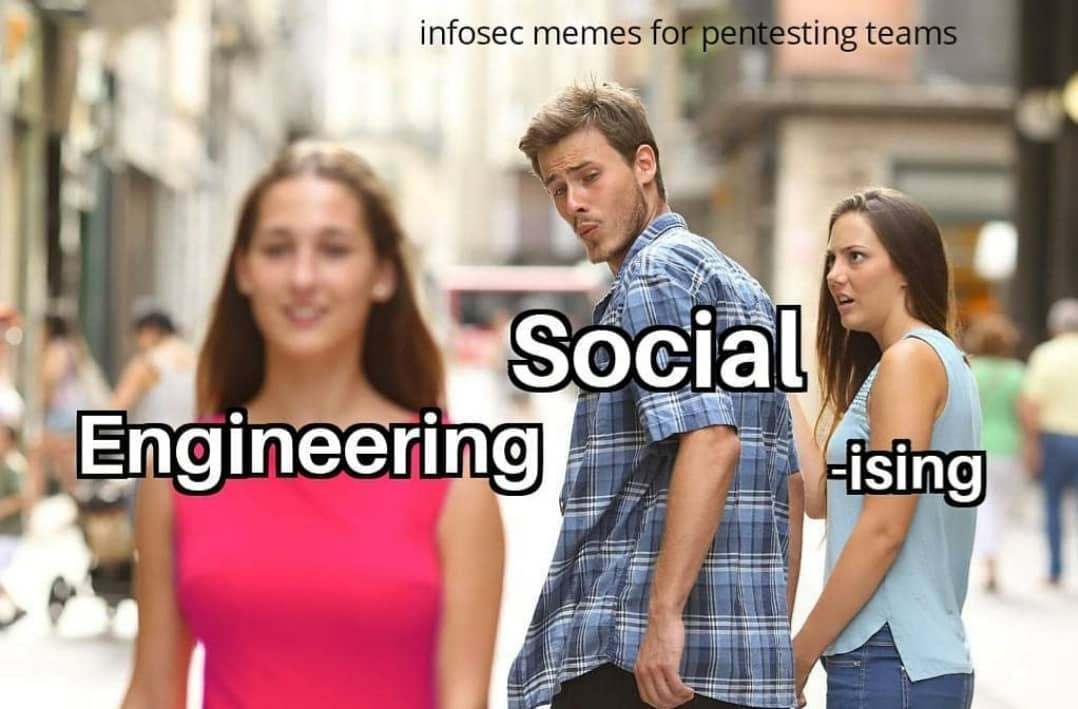 infosec memes for pentesting teams
Social
Engineering
-ising